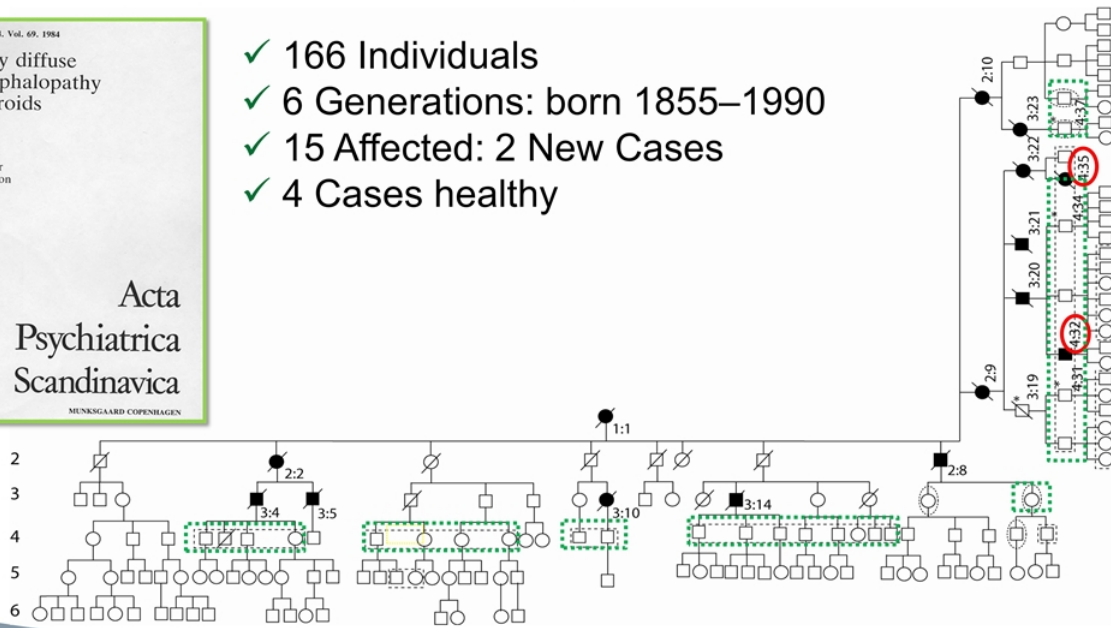 . Vol. 69. 1984
y diffuse
phalopathy
roids
r
on
Acta
Psychiatrica
Scandinavica
MUNKSGAARD COPENHAGEN
✓ 166 Individuals
✓ 6 Generations: born 1855–1990
✓ 15 Affected: 2 New Cases
✓ 4 Cases healthy
2:10
3:23
4:37
3:22
4:35
4:34
3:21
3:20
4:32
4:31
3:19
2:9
1:1
2
2:2
2:8
3
3:4
3:5
3:10
3:14
4
5
6